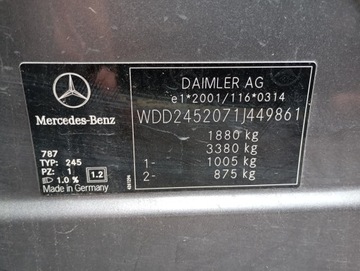 DAIMLER AG
e1*2001/116*0314
WDD2452071J449861
1880 kg
3380 kg
1- 1005 kg
2- 875 kg
Mercedes-Benz
787
TYP: 245
PZ: 1
1.0 % 1.2
Made in Germany